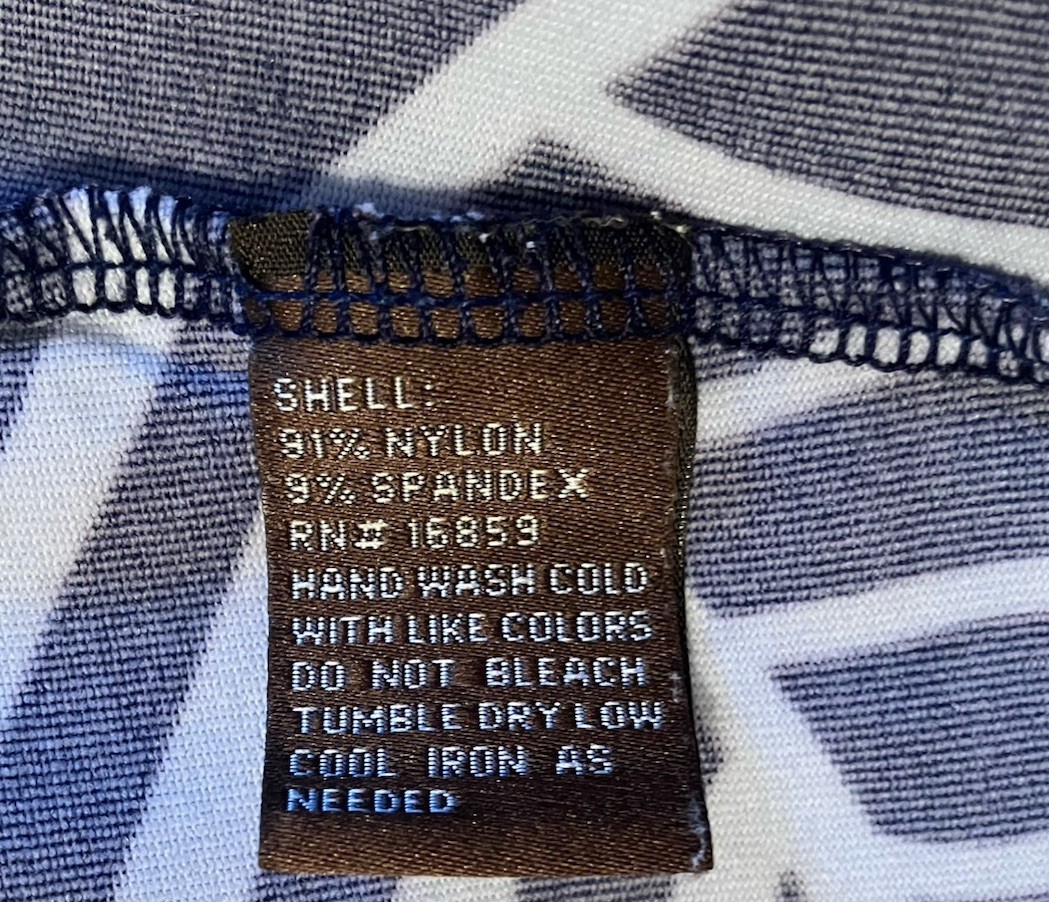 SHELL:
91% NYLON
9% SPANDEX
RN# 16859
HAND WASH COLD
WITH LIKE COLORS
DO NOT BLEACH
TUMBLE DRY LOW
COOL IRON AS
NEEDED